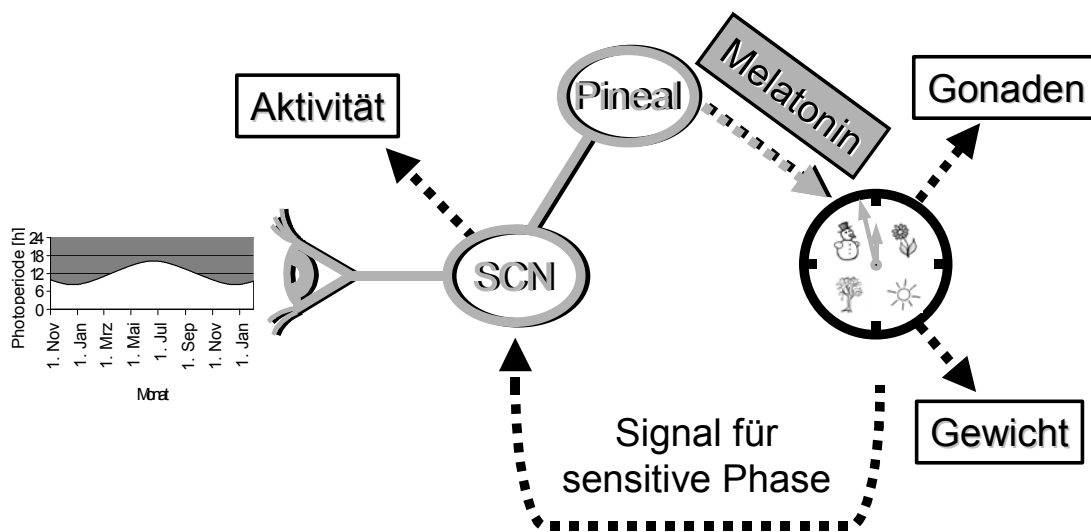 Aktivität
Pineal
Melatonin
Gonaden
Photoperiode [h]
24
18
12
6
0
1. Nov
1. Jan
1. Mrz
1. Mai
1. Jul
1. Sep
1. Nov
1. Jan
Monat
SCN
Signal für
sensitive Phase
Gewicht